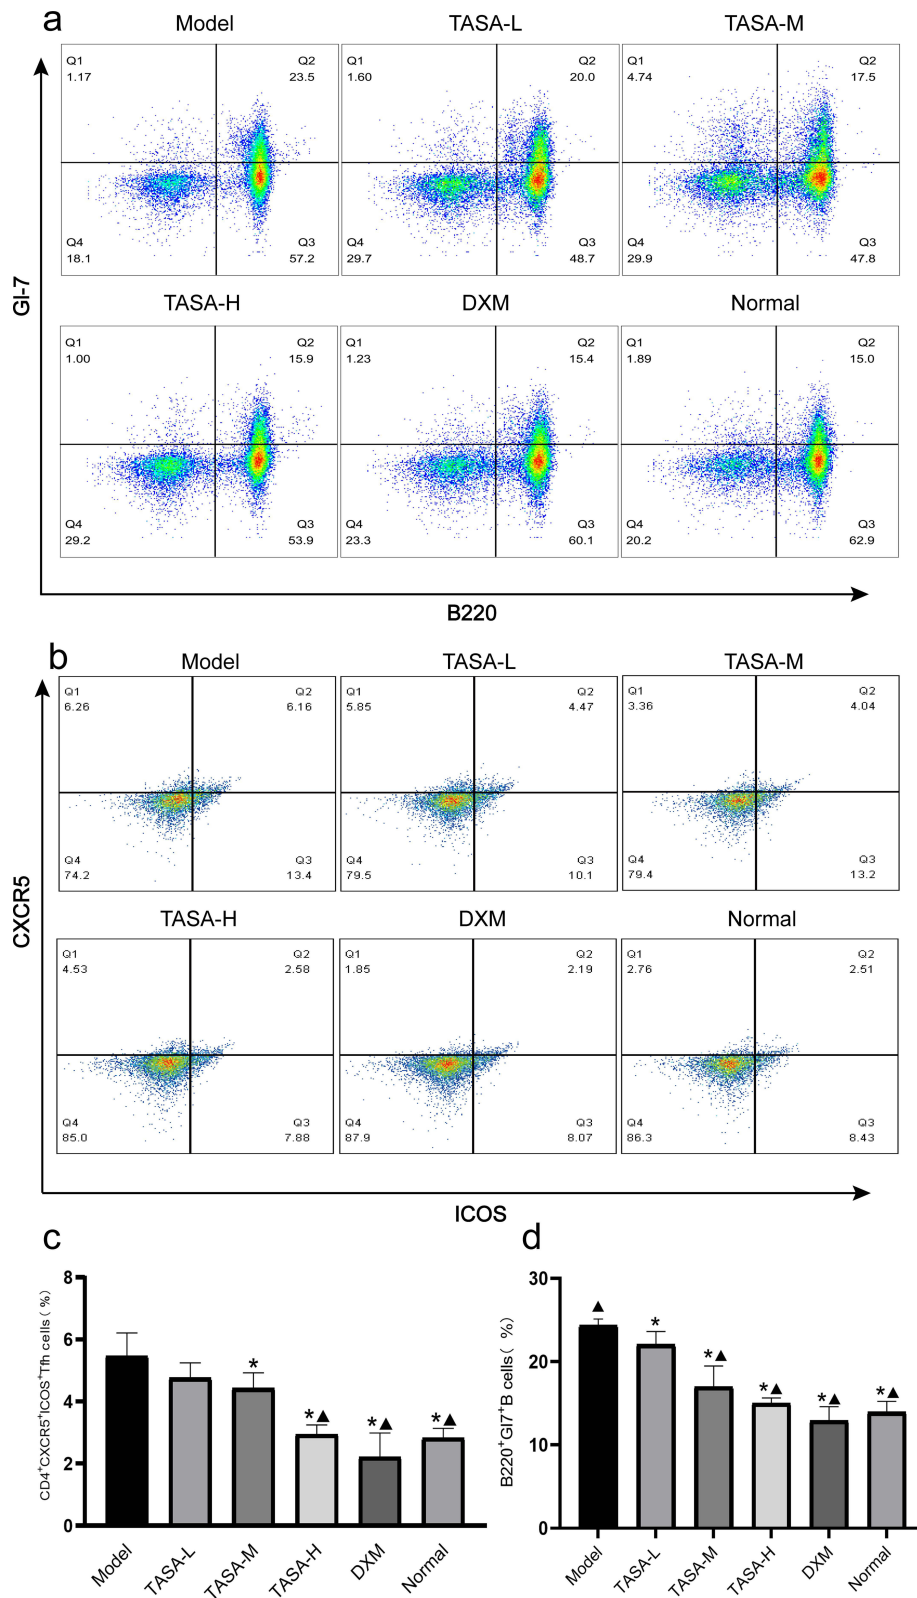 a
Model
TASA-L
TASA-M
Q1
1.17
Q2
23.5
Q4
18.1
Q3
57.2
Q1
1.60
Q2
20.0
Q4
29.7
Q3
48.7
Q1
4.74
Q2
17.5
Q4
29.9
Q3
47.8
GI-7
TASA-H
DXM
Normal
Q1
1.00
Q2
15.9
Q4
29.2
Q3
53.9
Q1
1.23
Q2
15.4
Q4
23.3
Q3
60.1
Q1
1.89
Q2
15.0
Q4
20.2
Q3
62.9
B220
b
Model
TASA-L
TASA-M
Q1
6.26
Q2
6.16
Q4
74.2
Q3
13.4
Q1
5.85
Q2
4.47
Q4
79.5
Q3
10.1
Q1
3.36
Q2
4.04
Q4
79.4
Q3
13.2
CXCR5
TASA-H
DXM
Normal
Q1
4.53
Q2
2.58
Q4
85.0
Q3
7.88
Q1
1.85
Q2
2.19
Q4
87.9
Q3
8.07
Q1
2.76
Q2
2.51
Q4
86.3
Q3
8.43
ICOS
c
CD4⁺CXCR5⁺ICOS⁺Tfh cells（%）
8
6
4
2
0
*
*▲
*▲
*▲
Model
TASA-L
TASA-M
TASA-H
DXM
Normal
d
B220⁺GI7⁺B cells（ %）
30
20
10
0
▲
*
*▲
*▲
*▲
*▲
Model
TASA-L
TASA-M
TASA-H
DXM
Normal